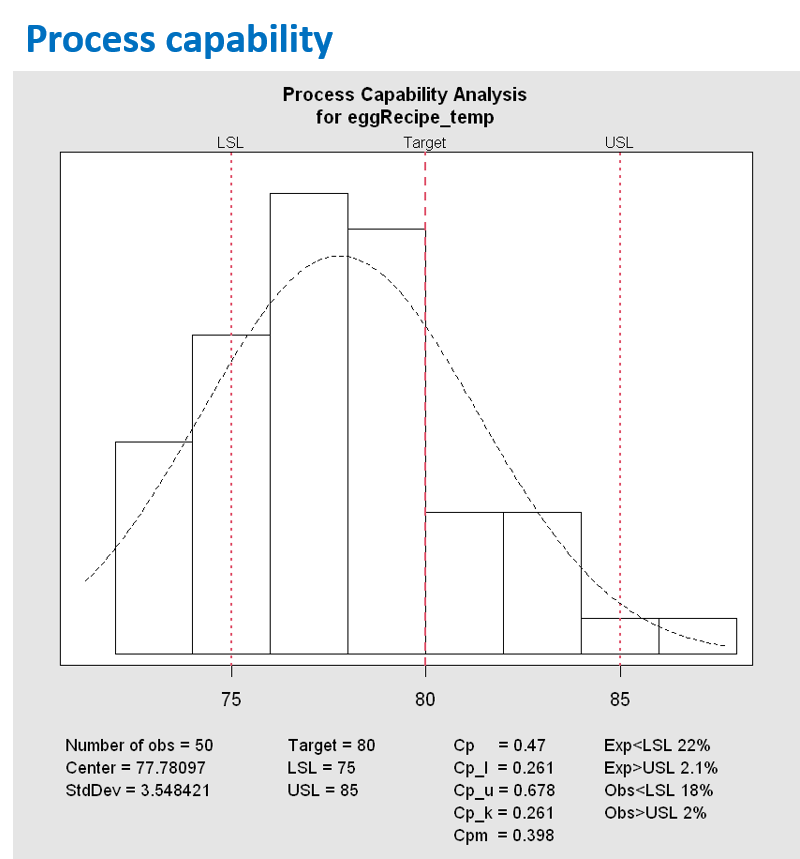 Process capability
Process Capability Analysis
for eggRecipe_temp
LSL Target USL
75 80 85
Number of obs = 50 Target = 80 Cp = 0.47 Exp<LSL 22%
Center = 77.78097 LSL = 75 Cp_l = 0.261 Exp>USL 2.1%
StdDev = 3.548421 USL = 85 Cp_u = 0.678 Obs<LSL 18%
Cp_k = 0.261 Obs>USL 2%
Cpm = 0.398